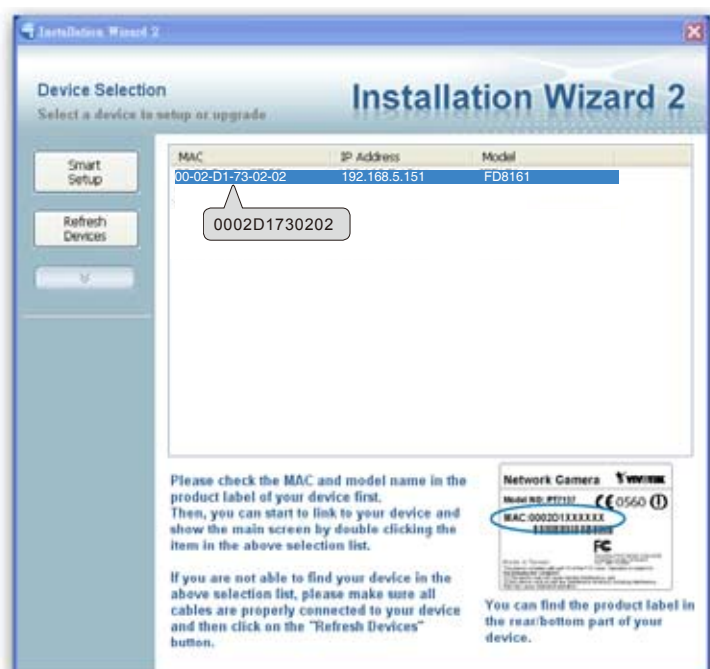 Installation Wizard 2
Device Selection
Select a device to setup or upgrade
Installation Wizard 2
Smart
Setup
Refresh
Devices
MAC IP Address Model
00-02-D1-73-02-02 192.168.5.151 FD8161
0002D1730202
Please check the MAC and model name in the
product label of your device first.
Then, you can start to link to your device and
show the main screen by double clicking the
item in the above selection list.
If you are not able to find your device in the
above selection list, please make sure all
cables are properly connected to your device
and then click on the "Refresh Devices"
button.
Network Camera VIVOTEK
Model NO: PT7137 CE0560
MAC:0002D1XXXXXX
FC
You can find the product label in
the rear/bottom part of your
device.